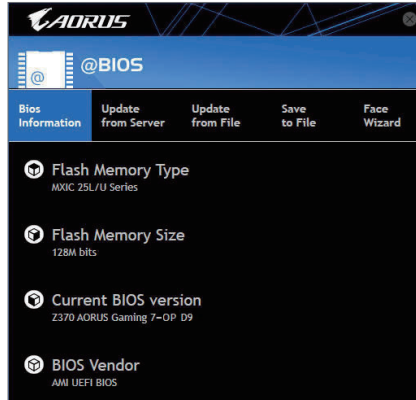 AORUS
@ @BIOS
Bios Information
Update from Server
Update from File
Save to File
Face Wizard
Flash Memory Type
MXIC 25L/U Series
Flash Memory Size
128M bits
Current BIOS version
Z370 AORUS Gaming 7-OP D9
BIOS Vendor
AMI UEFI BIOS